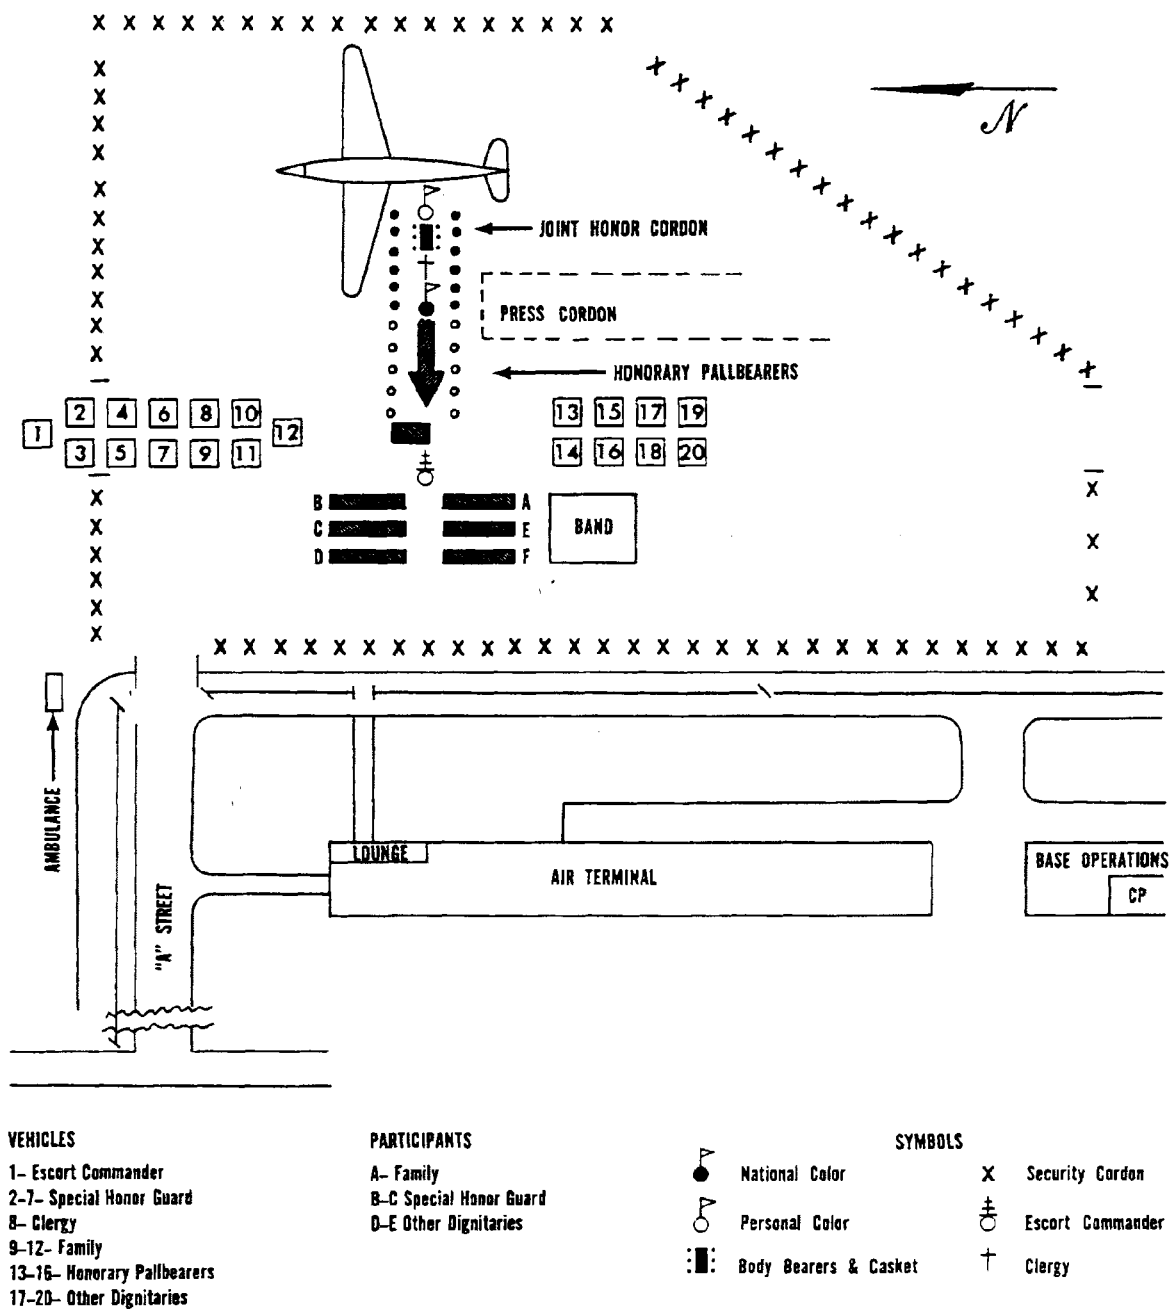 N
JOINT HONOR CORDON
PRESS CORDON
HONORARY PALLBEARERS
2 4 6 8 10
1
12
3 5 7 9 11
13 15 17 19
14 16 18 20
B
A
C
E
D
F
BAND
AMBULANCE
"A" STREET
LOUNGE
AIR TERMINAL
BASE OPERATIONS
CP
VEHICLES
1- Escort Commander
2-7- Special Honor Guard
8- Clergy
9-12- Family
13-16- Honorary Pallbearers
17-20- Other Dignitaries
PARTICIPANTS
A- Family
B-C Special Honor Guard
D-E Other Dignitaries
SYMBOLS
National Color
Personal Color
Body Bearers & Casket
X Security Cordon
Escort Commander
Clergy